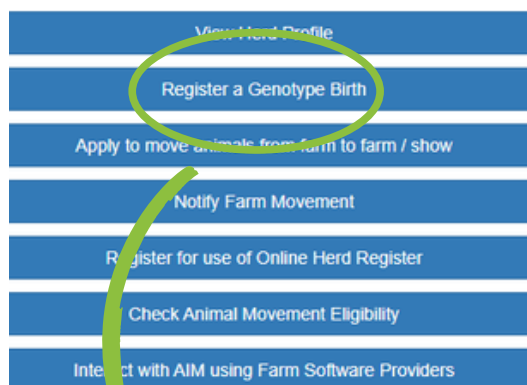 View Herd Profile
Register a Genotype Birth
Apply to move animals from farm to farm / show
Notify Farm Movement
Register for use of Online Herd Register
/ Check Animal Movement Eligibility
Interact with AIM using Farm Software Providers